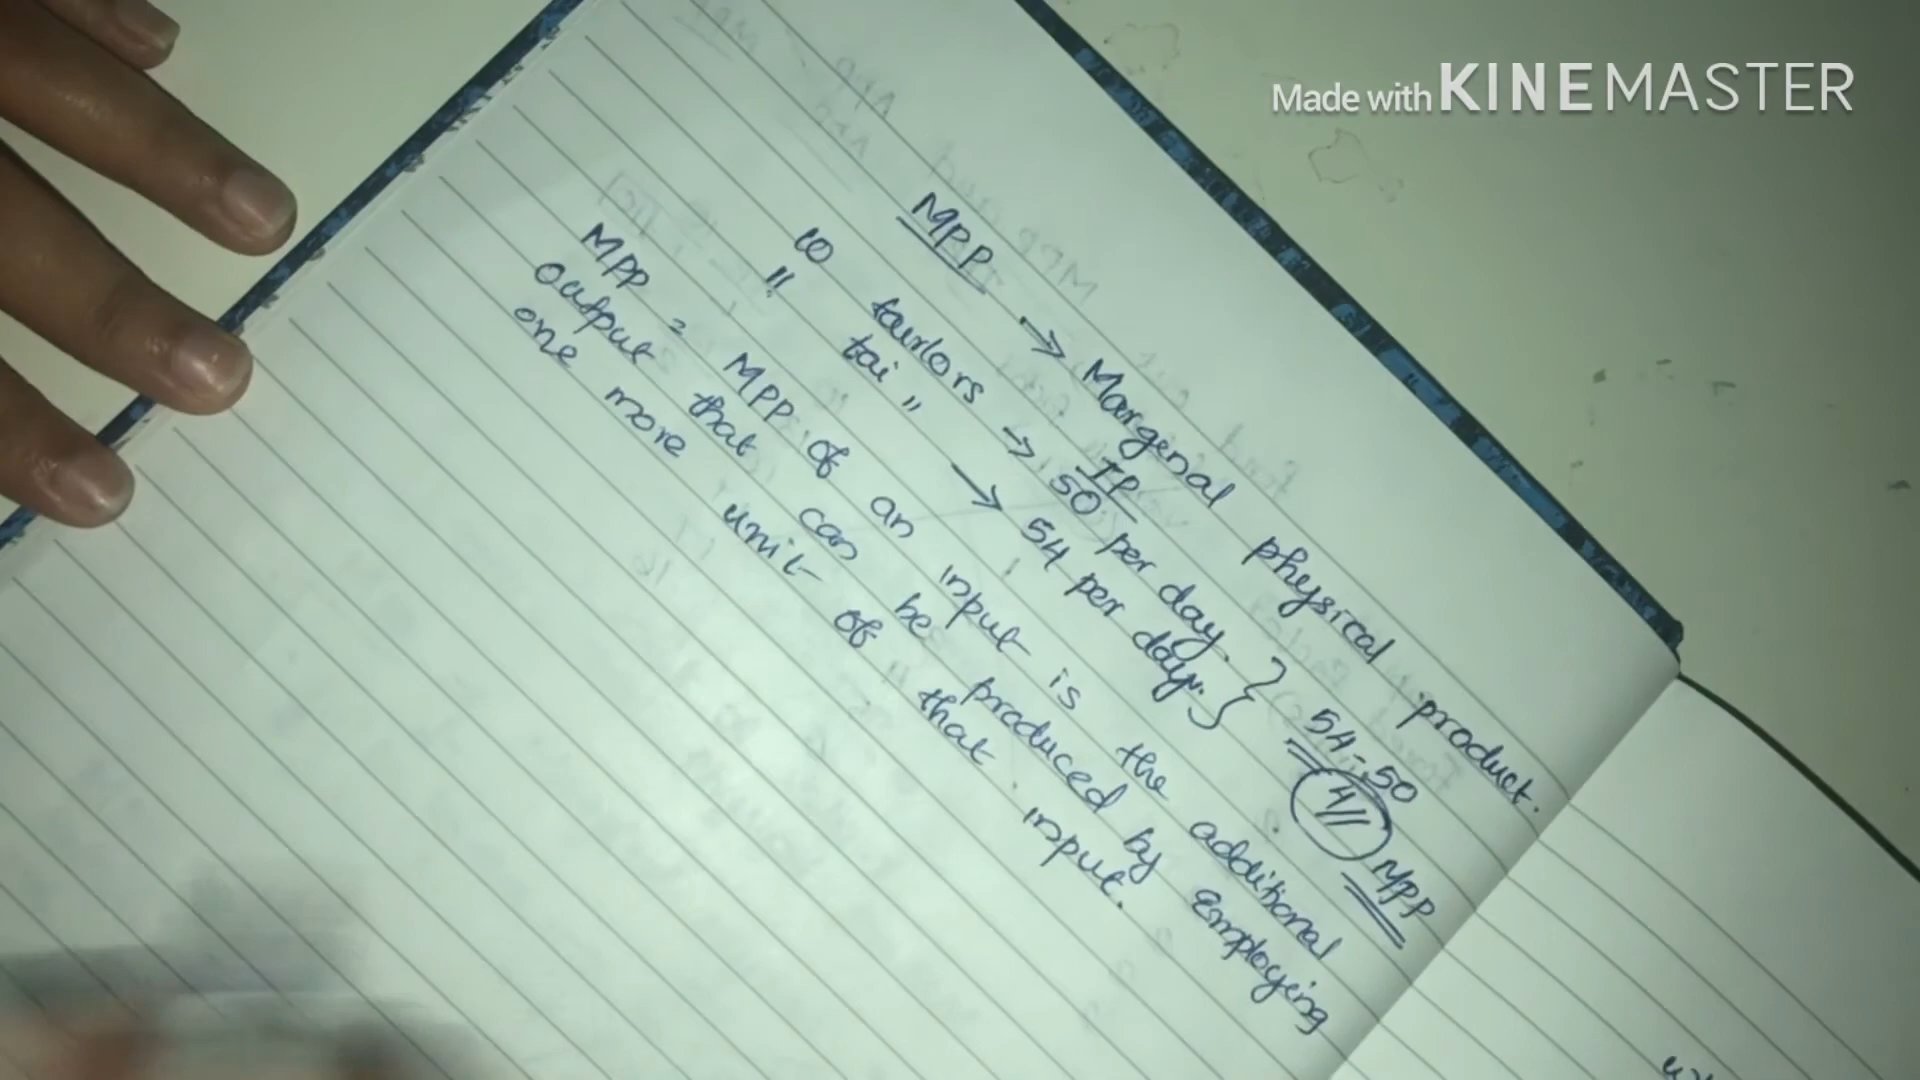 Made with KINEMASTER
MPP → Margenal physical product.
TP
10 tailors → 50 per day. } 54-50
11 tai " → 54 per day. } 4// MPP
MPP = MPP of an input is the additional
output that can be produced by Employing
one more unit of that input.